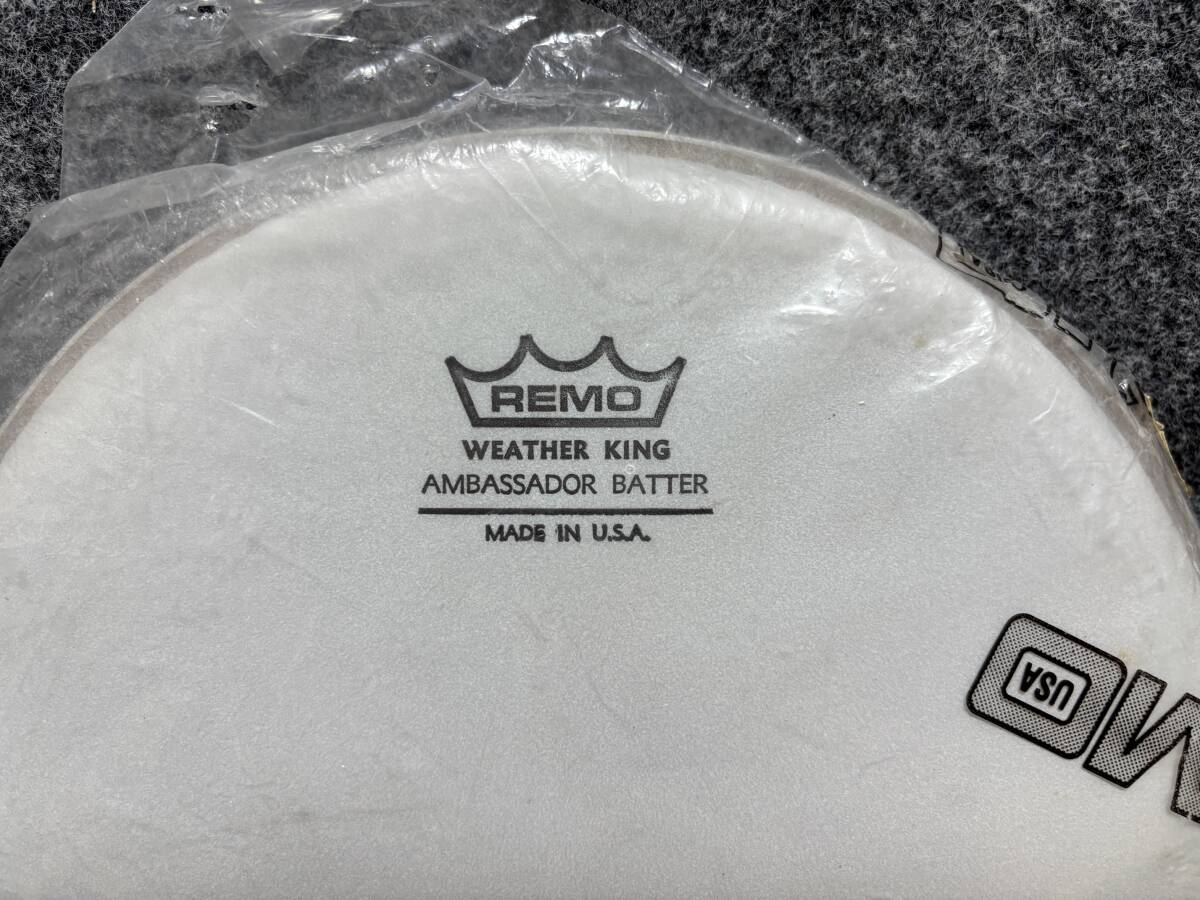 REMO
WEATHER KING
AMBASSADOR BATTER
MADE IN U.S.A.
USA